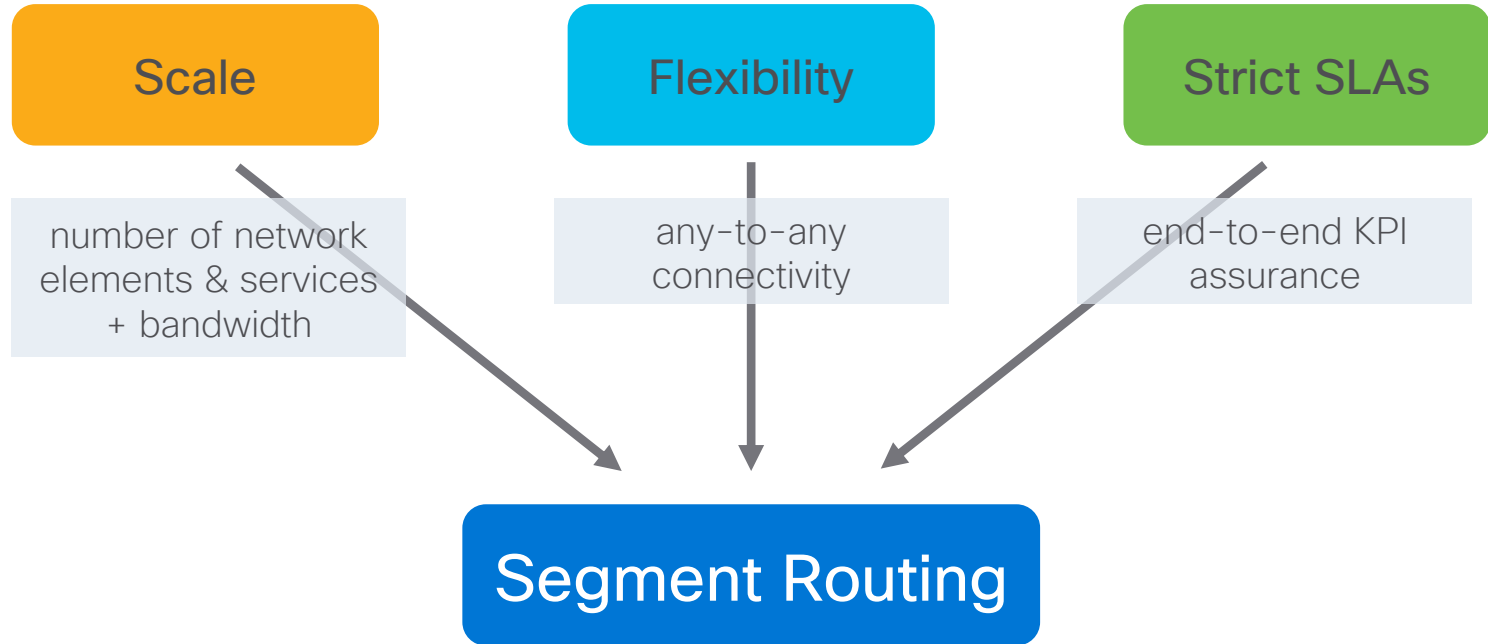 Scale
Flexibility
Strict SLAs
number of network
elements & services
+ bandwidth
any-to-any
connectivity
end-to-end KPI
assurance
Segment Routing